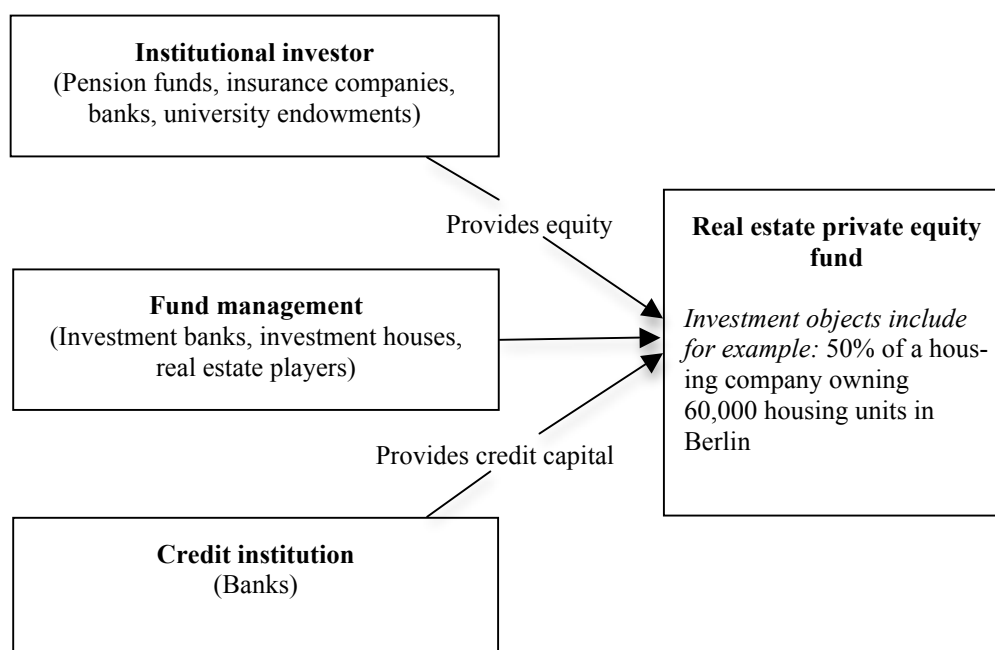 Institutional investor
(Pension funds, insurance companies,
banks, university endowments)
Provides equity
Fund management
(Investment banks, investment houses,
real estate players)
Provides credit capital
Credit institution
(Banks)
Real estate private equity
fund
Investment objects include
for example: 50% of a hous-
ing company owning
60,000 housing units in
Berlin